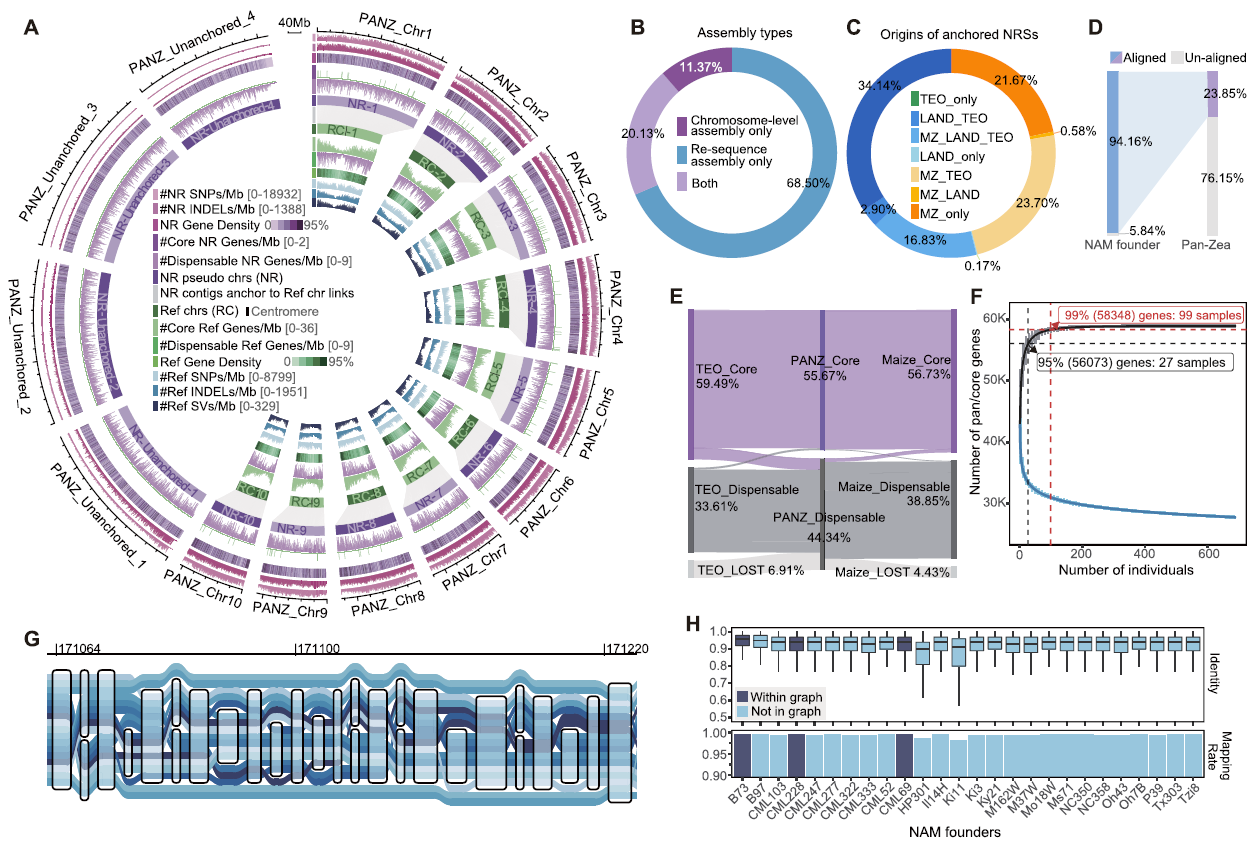 A
40Mb
PANZ_Chr1
PANZ_Chr2
PANZ_Chr3
PANZ_Chr4
PANZ_Chr5
PANZ_Chr6
PANZ_Chr7
PANZ_Chr8
PANZ_Chr9
PANZ_Chr10
PANZ_Unanchored_1
PANZ_Unanchored_2
PANZ_Unanchored_3
PANZ_Unanchored_4
NR-1
NR-2
NR-3
NR-4
NR-5
NR-6
NR-7
NR-8
NR-9
NR-10
NR-Unanchored-1
NR-Unanchored-2
NR-Unanchored-3
NR-Unanchored-4
RC-1
RC-2
RC-3
RC-4
RC-5
RC-6
RC-7
RC-8
RC-9
RC10
#NR SNPs/Mb [0-18932]
#NR INDELs/Mb [0-1388]
NR Gene Density 0 95%
#Core NR Genes/Mb [0-2]
#Dispensable NR Genes/Mb [0-9]
NR pseudo chrs (NR)
NR contigs anchor to Ref chr links
Ref chrs (RC) Centromere
#Core Ref Genes/Mb [0-36]
#Dispensable Ref Genes/Mb [0-9]
Ref Gene Density 0 95%
#Ref SNPs/Mb [0-8799]
#Ref INDELs/Mb [0-1951]
#Ref SVs/Mb [0-329]
B
Assembly types
11.37%
20.13%
68.50%
Chromosome-level
assembly only
Re-sequence
assembly only
Both
C
Origins of anchored NRSs
34.14%
21.67%
0.58%
23.70%
0.17%
16.83%
2.90%
TEO_only
LAND_TEO
MZ_LAND_TEO
LAND_only
MZ_TEO
MZ_LAND
MZ_only
D
Aligned Un-aligned
23.85%
94.16%
76.15%
5.84%
NAM founder Pan-Zea
E
TEO_Core
59.49%
PANZ_Core
55.67%
Maize_Core
56.73%
TEO_Dispensable
33.61%
PANZ_Dispensable
44.34%
Maize_Dispensable
38.85%
TEO_LOST 6.91%
Maize_LOST 4.43%
F
Number of pan/core genes
60K
50K
40K
30K
99% (58348) genes: 99 samples
95% (56073) genes: 27 samples
0 200 400 600
Number of individuals
G
171064 171100 171220
H
1.0
0.9
0.8
0.7
0.6
0.5
Identity
Within graph
Not in graph
1.00
0.95
0.90
Mapping
Rate
B73 B97 CML103 CML228 CML247 CML277 CML322 CML333 CML52 CML69 HP301 Il14H Ki11 Ki3 Ky21 M162W M37W Mo18W Ms71 NC350 NC358 Oh43 Oh7B P39 Tx303 Tzi8
NAM founders